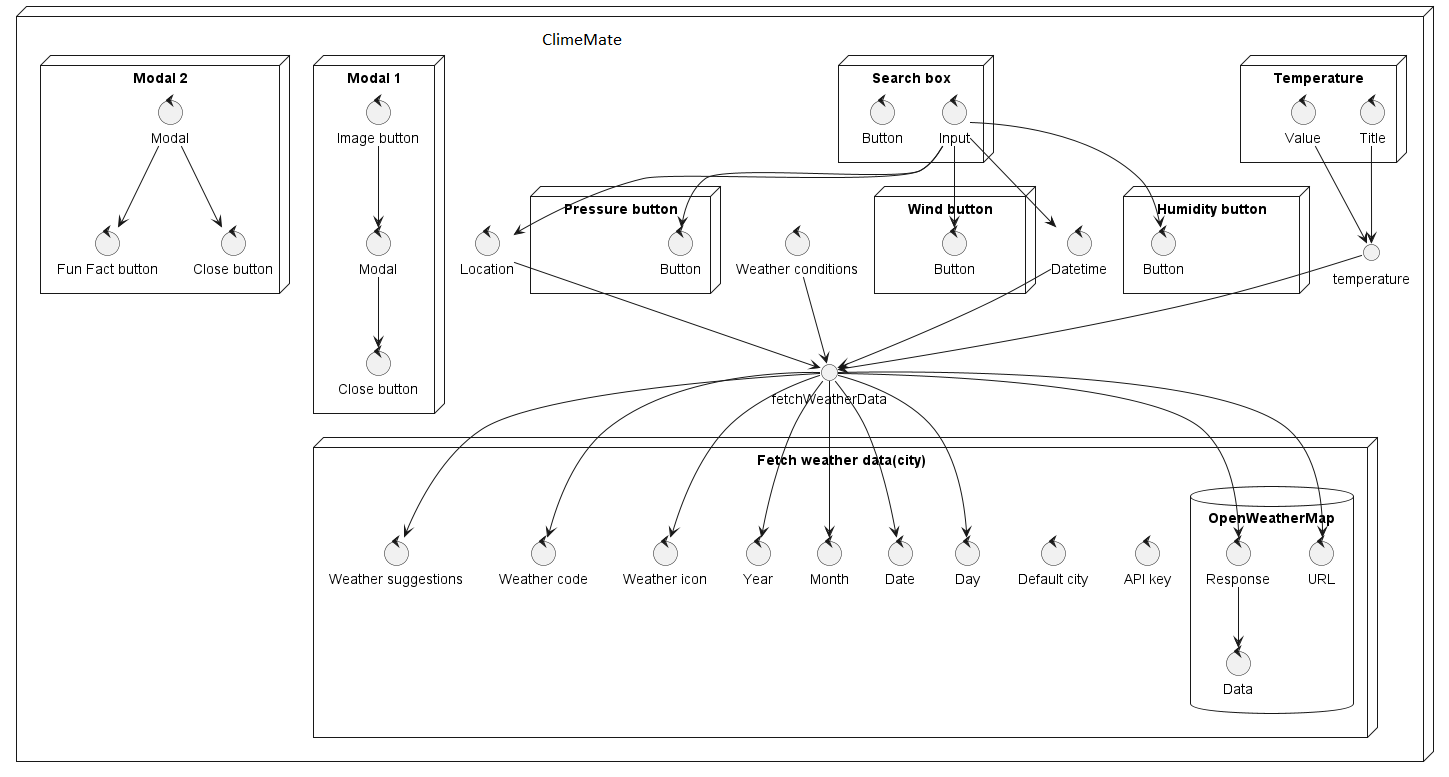 ClimeMate
Modal 2
Modal 1
Search box
Temperature
Modal
Image button
Button
Input
Value
Title
Pressure button
Wind button
Humidity button
Fun Fact button
Close button
Modal
Location
Button
Weather conditions
Button
Datetime
Button
temperature
Close button
fetchWeatherData
Fetch weather data(city)
OpenWeatherMap
Weather suggestions
Weather code
Weather icon
Year
Month
Date
Day
Default city
API key
Response
URL
Data